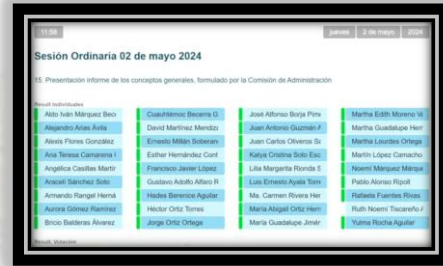 11:58 jueves 2 de mayo 2024
Sesión Ordinaria 02 de mayo 2024
15. Presentación informe de los conceptos generales, formulado por la Comisión de Administración
Result Individuales
Aldo Iván Márquez Bec Cuauhtémoc Becerra G José Alfonso Borja Pim Martha Edith Moreno V
Alejandro Arias Ávila David Martínez Mendiz Juan Antonio Guzmán Martha Guadalupe Her
Alexis Flores González Ernesto Millán Soberan Juan Carlos Oliveros S Martha Lourdes Ortega
Ana Teresa Camarena Esther Hernández Cont Katya Cristina Soto Esc Martín López Camacho
Angélica Casillas Martí Francisco Javier López Lilia Margarita Rionda S Noemí Márquez Márqu
Araceli Sánchez Soto Gustavo Adolfo Alfaro R Luis Ernesto Ayala Torr Pablo Alonso Ripoll
Armando Rangel Herná Hades Berenice Aguilar Ma. Carmen Rivera Her Rafaela Fuentes Rivas
Aurora Gómez Ramírez Héctor Ortiz Torres María Abigail Ortiz Her Ruth Noemí Tiscareño
Bricio Balderas Álvarez Jorge Ortiz Ortega María Guadalupe Jimér Yulma Rocha Aguilar
Result. Votación